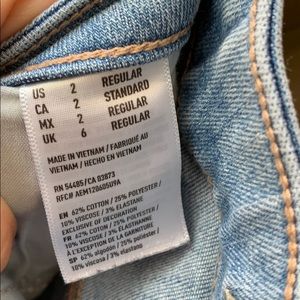 US 2 REGULAR
CA 2 STANDARD
MX 2 REGULAR
UK 6 REGULAR
MADE IN VIETNAM / FABRIQUÉ AU
VIETNAM / HECHO EN VIETNAM
RN 54485/CA 03873
RFC# AEM120605U9A
EN 62% COTTON / 25% POLYESTER/
10% VISCOSE / 3% ELASTANE
EXCLUSIVE OF DECORATION
FR 62% COTON / 25% POLYESTER /
10% VISCOSE / 3% ÉLASTHANNE
À L'EXCEPTION DE LA GARNITURE
SP 62% algodón / 25% poliéster/
10% viscosa / 3% elastano